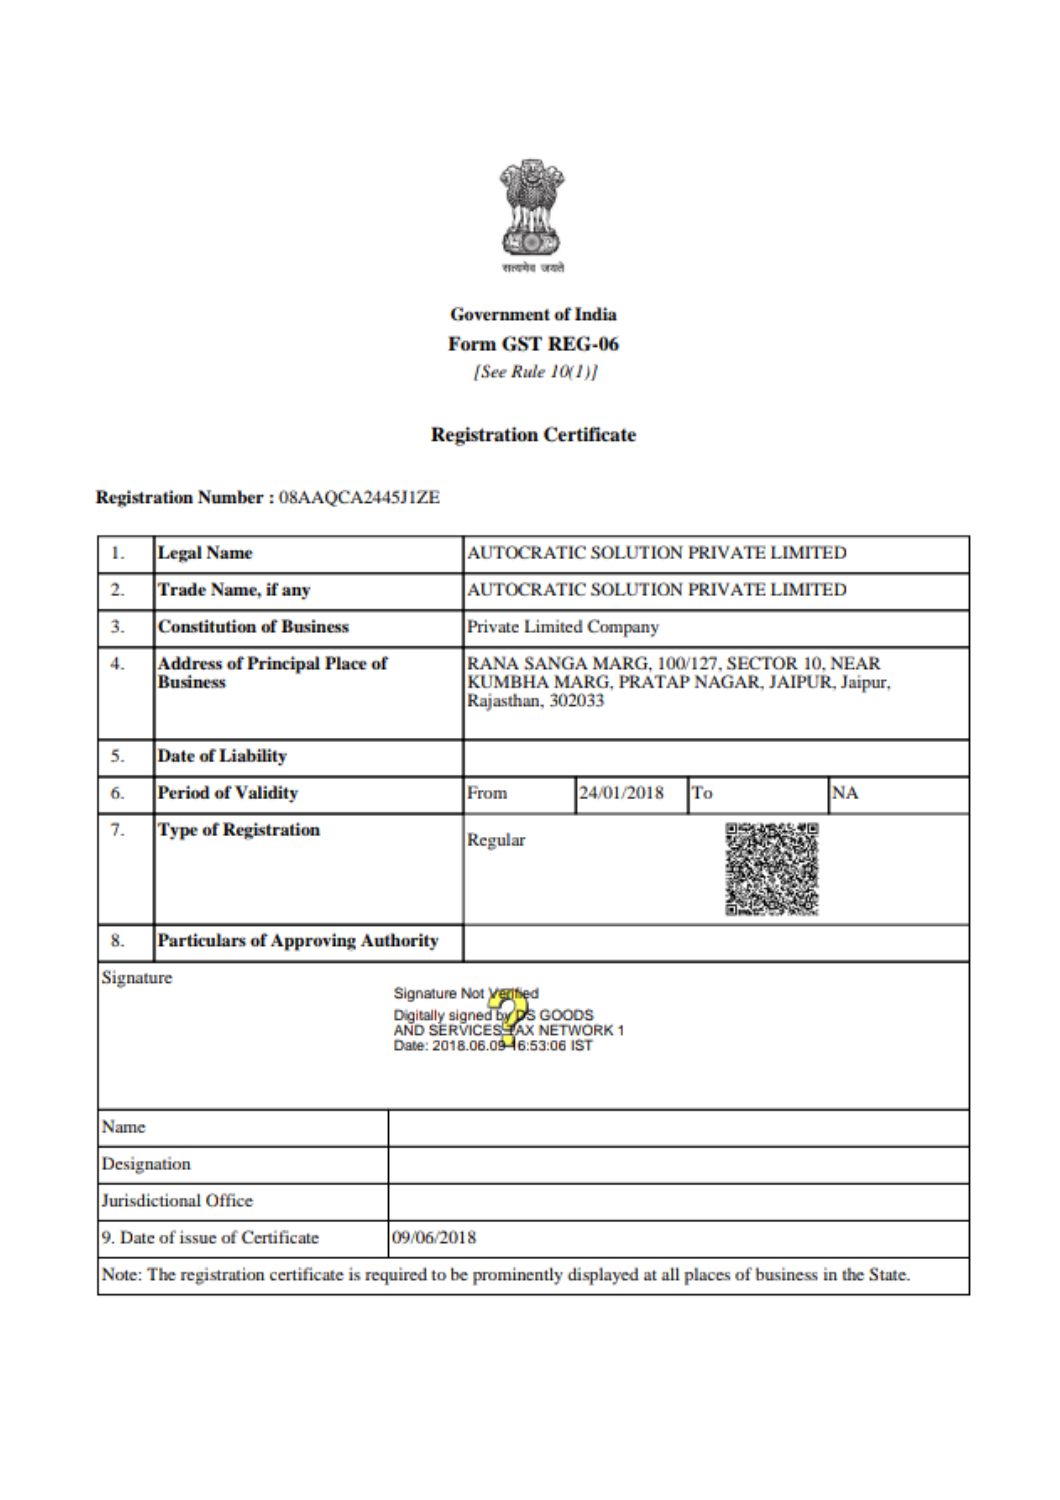 सत्यमेव जयते
Government of India
Form GST REG-06
[See Rule 10(1)]
Registration Certificate
Registration Number : 08AAQCA2445J1ZE
1. Legal Name AUTOCRATIC SOLUTION PRIVATE LIMITED
2. Trade Name, if any AUTOCRATIC SOLUTION PRIVATE LIMITED
3. Constitution of Business Private Limited Company
4. Address of Principal Place of RANA SANGA MARG, 100/127, SECTOR 10, NEAR
Business KUMBHA MARG, PRATAP NAGAR, JAIPUR, Jaipur,
Rajasthan, 302033
5. Date of Liability
6. Period of Validity From 24/01/2018 To NA
7. Type of Registration Regular
8. Particulars of Approving Authority
Signature
Signature Not Verified
Digitally signed by DS GOODS
AND SERVICES TAX NETWORK 1
Date: 2018.06.09 16:53:06 IST
Name
Designation
Jurisdictional Office
9. Date of issue of Certificate 09/06/2018
Note: The registration certificate is required to be prominently displayed at all places of business in the State.